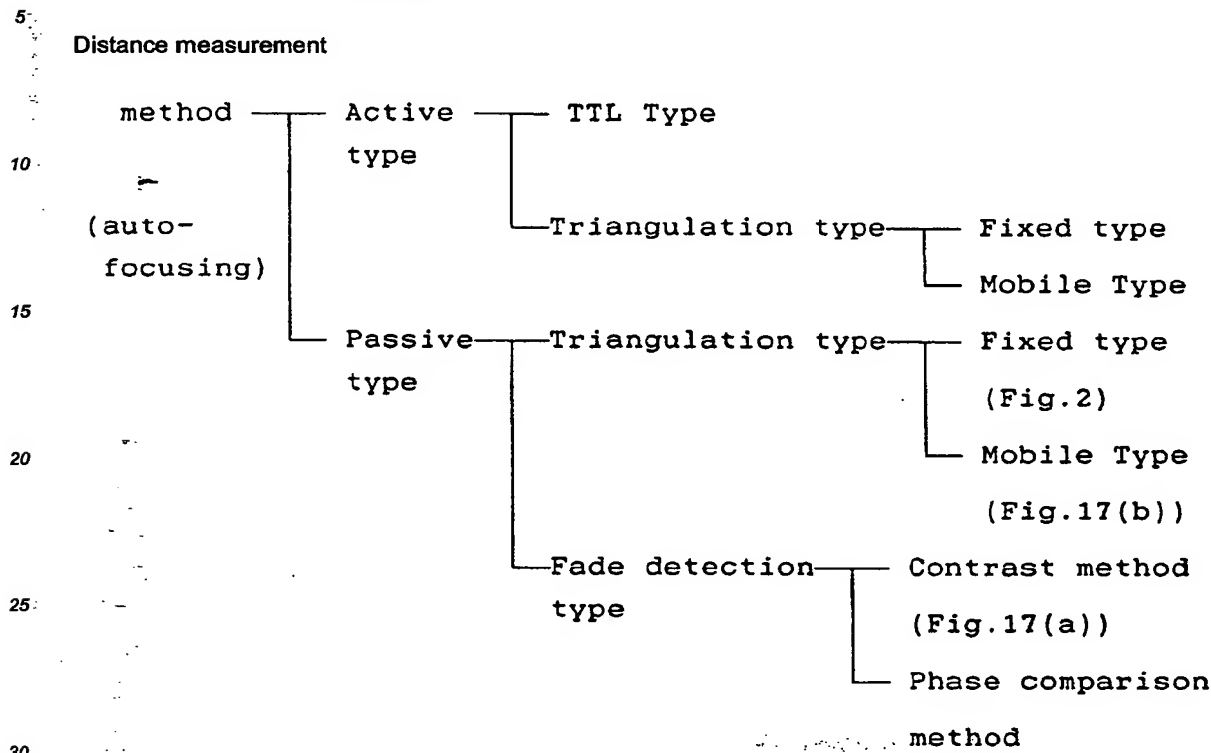 5
Distance measurement
method Active TTL Type
type
10
(auto- Triangulation type Fixed type
focusing)
Mobile Type
15
Passive Triangulation type Fixed type
type
(Fig.2)
20 Mobile Type
(Fig.17(b))
Fade detection Contrast method
25 type (Fig.17(a))
Phase comparison
30 method